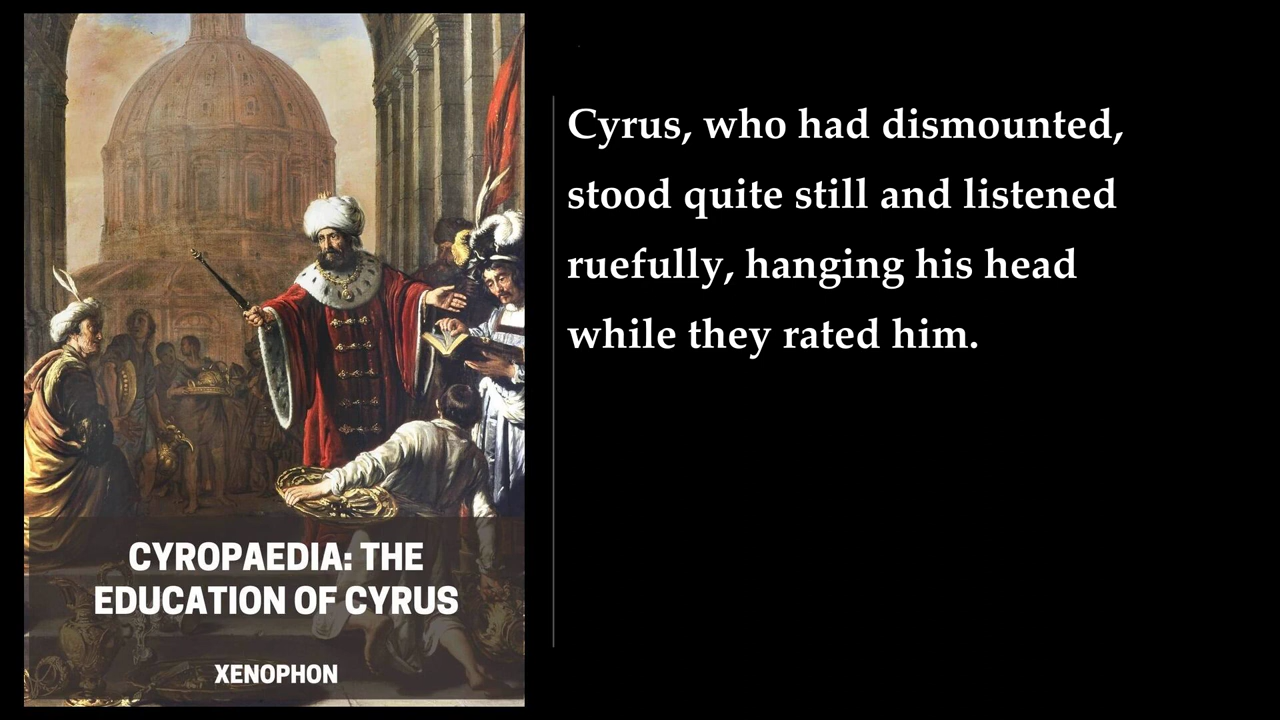 CYROPAEDIA: THE
EDUCATION OF CYRUS
XENOPHON
Cyrus, who had dismounted,
stood quite still and listened
ruefully, hanging his head
while they rated him.